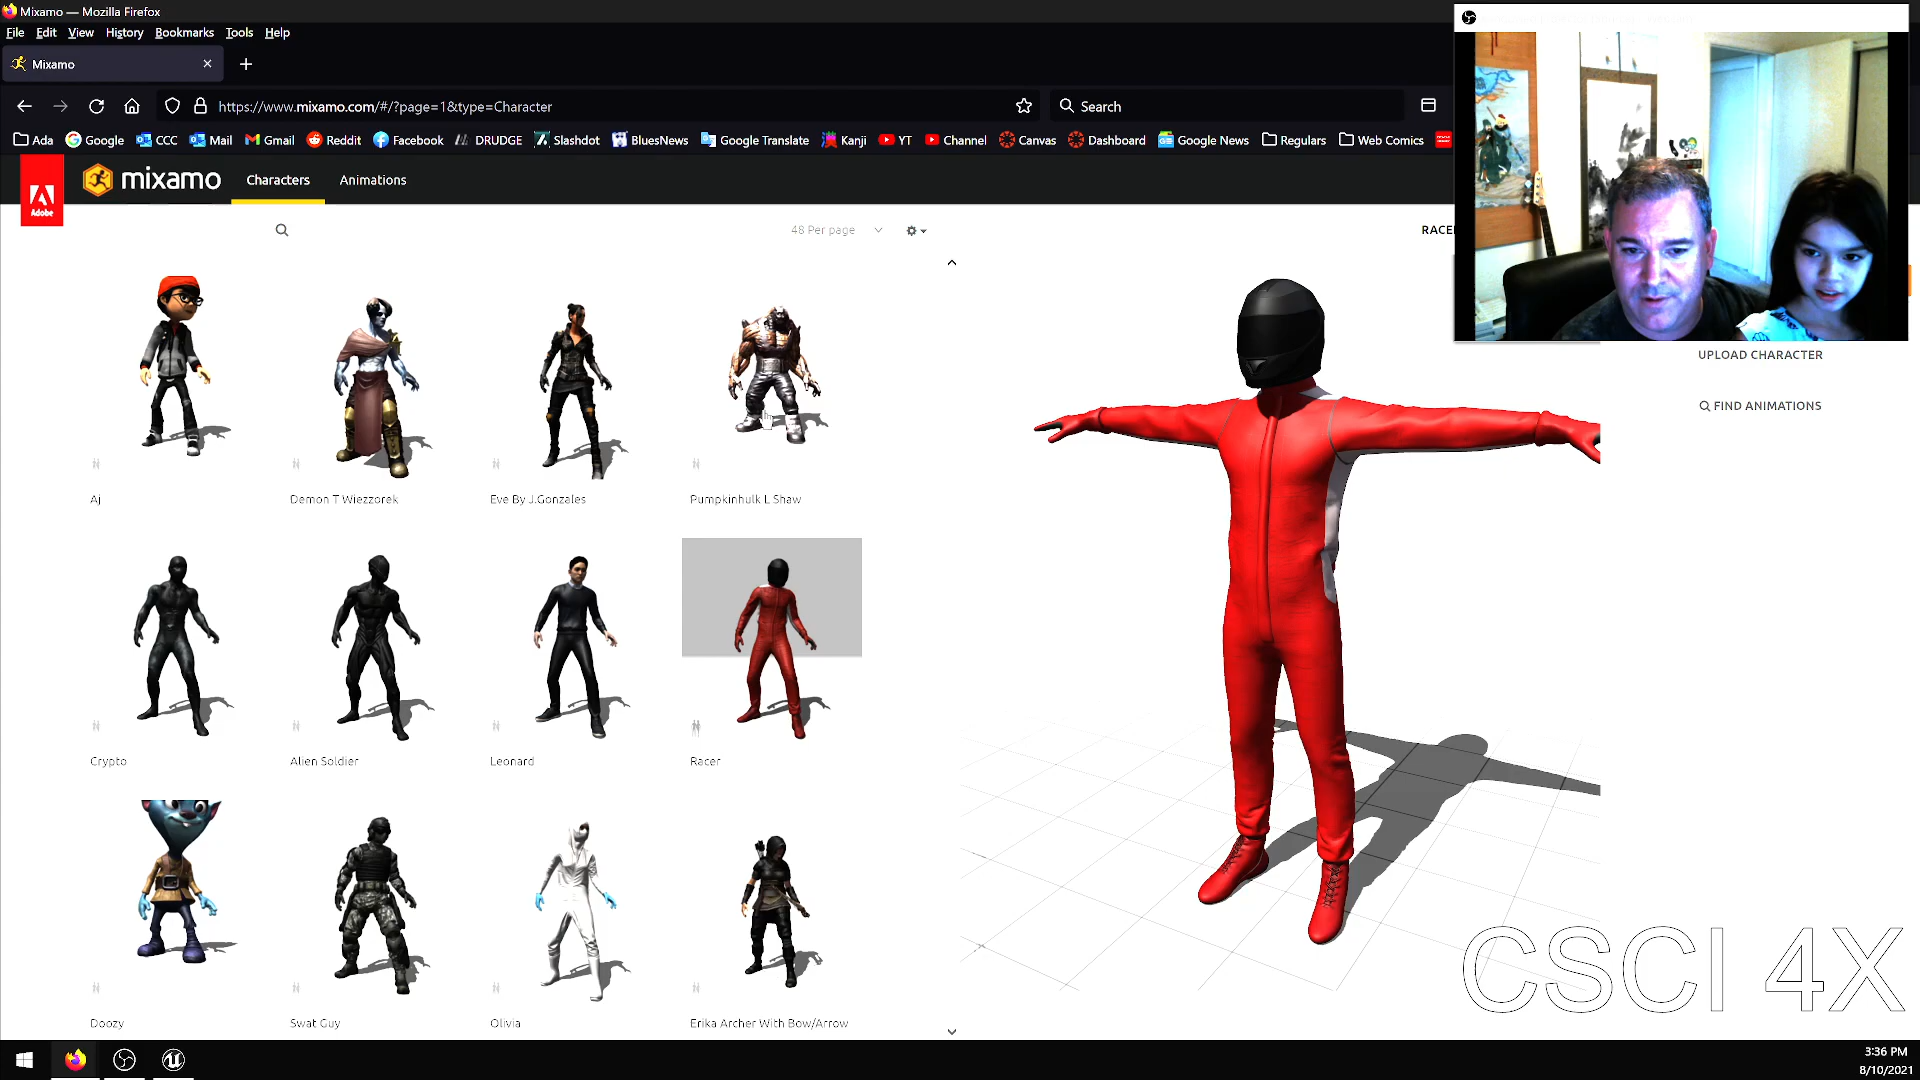 Mixamo — Mozilla Firefox
File Edit View History Bookmarks Tools Help
Mixamo
https://www.mixamo.com/#/?page=1&type=Character
Search
Ada Google CCC Mail Gmail Reddit Facebook DRUDGE Slashdot BluesNews Google Translate Kanji YT Channel Canvas Dashboard Google News Regulars Web Comics
Adobe
mixamo
Characters Animations
48 Per page
RACE
UPLOAD CHARACTER
FIND ANIMATIONS
Aj
Demon T Wiezzorek
Eve By J.Gonzales
Pumpkinhulk L Shaw
Crypto
Alien Soldier
Leonard
Racer
Doozy
Swat Guy
Olivia
Erika Archer With Bow/Arrow
CSCI 4X
3:36 PM
8/10/2021